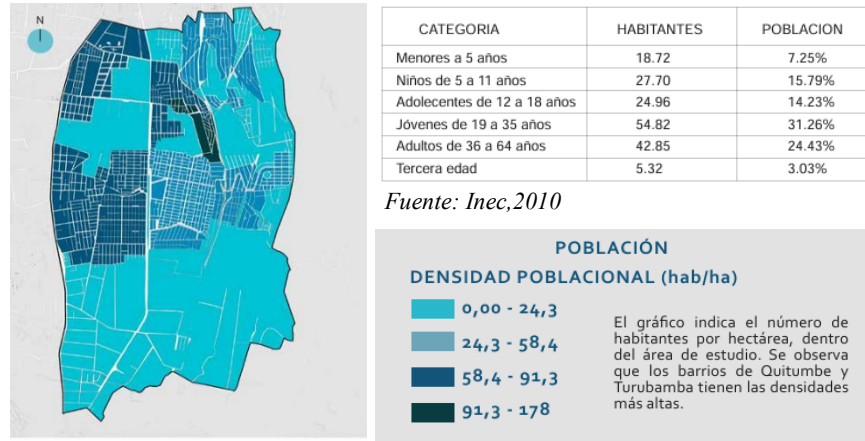 N
CATEGORIA HABITANTES POBLACION
Menores a 5 años 18.72 7.25%
Niños de 5 a 11 años 27.70 15.79%
Adolecentes de 12 a 18 años 24.96 14.23%
Jóvenes de 19 a 35 años 54.82 31.26%
Adultos de 36 a 64 años 42.85 24.43%
Tercera edad 5.32 3.03%
Fuente: Inec,2010
POBLACIÓN
DENSIDAD POBLACIONAL (hab/ha)
0,00 - 24,3
24,3 - 58,4
58,4 - 91,3
91,3 - 178
El gráfico indica el número de
habitantes por hectárea, dentro
del área de estudio. Se observa
que los barrios de Quitumbe y
Turubamba tienen las densidades
más altas.